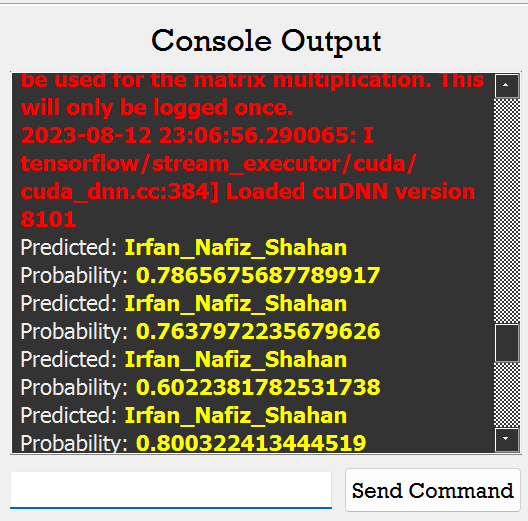 Console Output
be used for the matrix multiplication. This
will only be logged once.
2023-08-12 23:06:56.290065: I
tensorflow/stream_executor/cuda/
cuda_dnn.cc:384] Loaded cuDNN version
8101
Predicted: Irfan_Nafiz_Shahan
Probability: 0.7865675687789917
Predicted: Irfan_Nafiz_Shahan
Probability: 0.7637972235679626
Predicted: Irfan_Nafiz_Shahan
Probability: 0.6022381782531738
Predicted: Irfan_Nafiz_Shahan
Probability: 0.800322413444519
Send Command